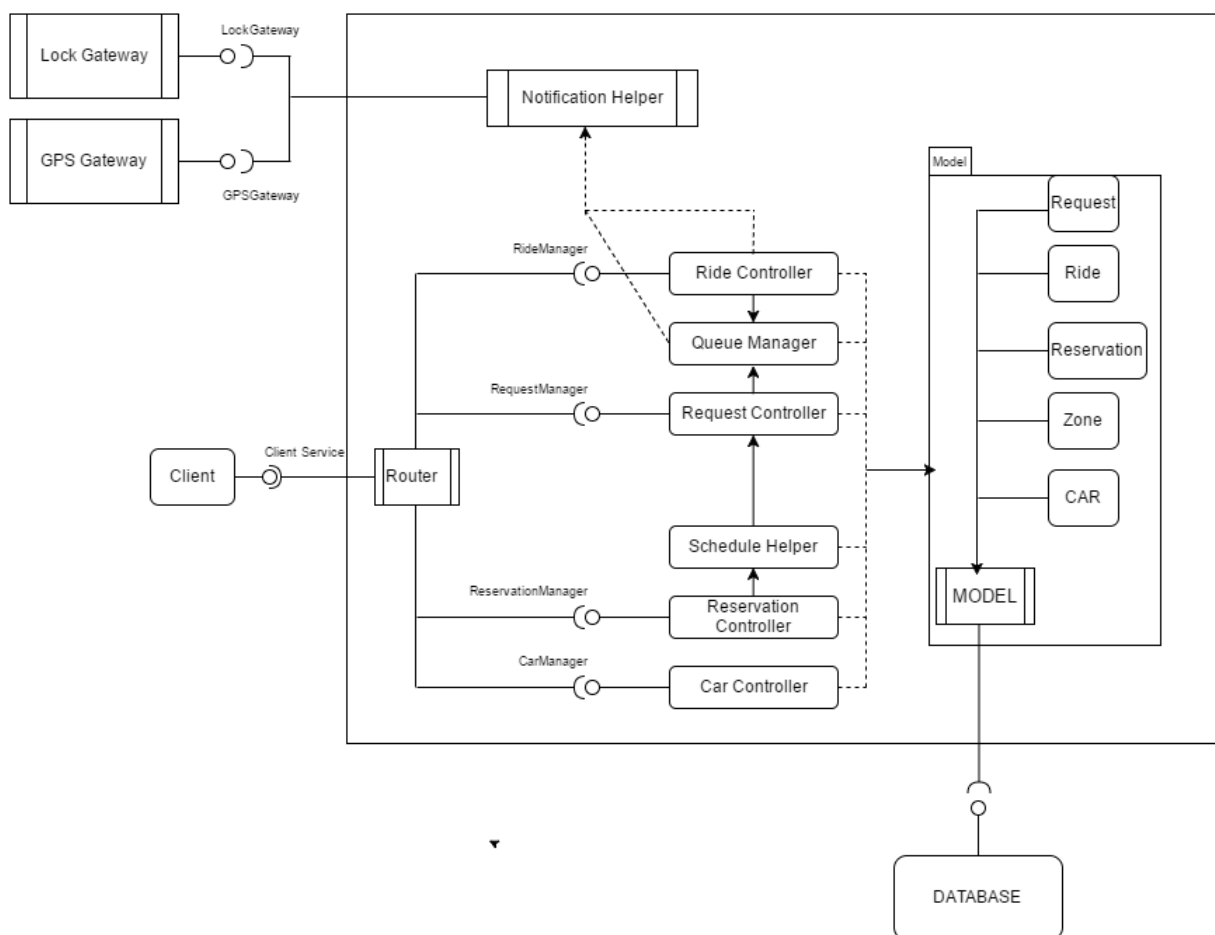 LockGateway
Lock Gateway
Notification Helper
GPS Gateway
GPSGateway
Model
Request
RideManager
Ride Controller
Ride
Queue Manager
Reservation
RequestManager
Request Controller
Zone
Client Service
Client
Router
CAR
Schedule Helper
ReservationManager
Reservation
Controller
MODEL
CarManager
Car Controller
DATABASE